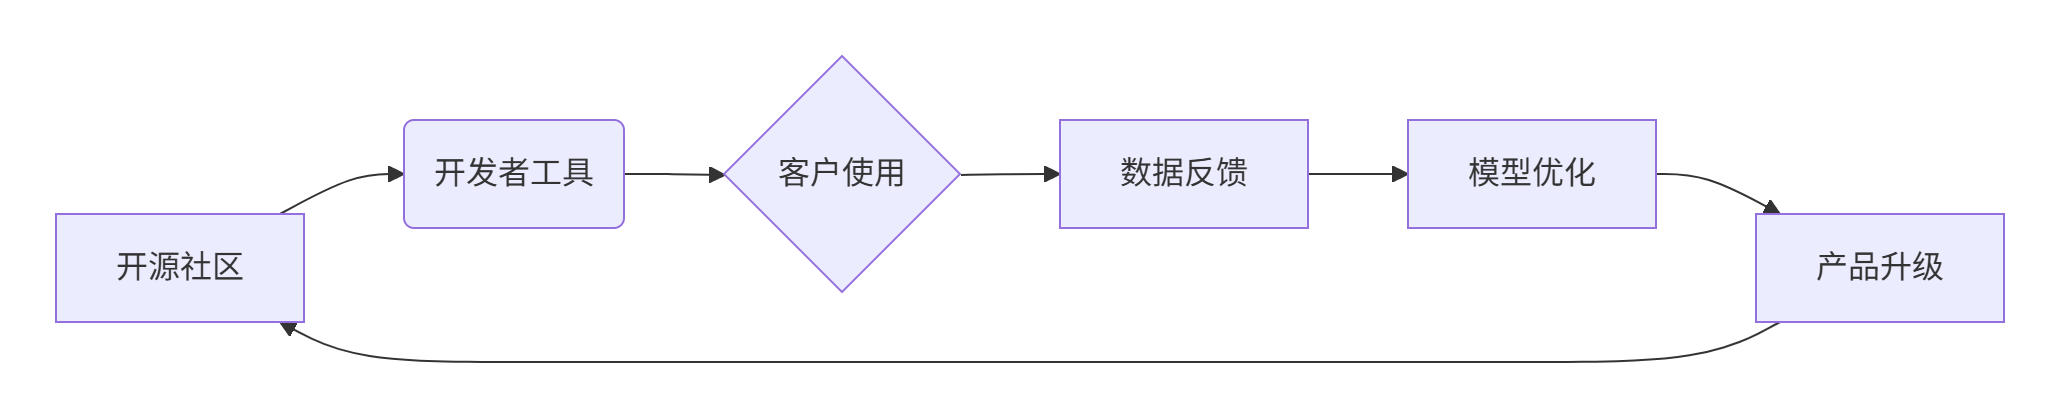 开源社区
开发者工具
客户使用
数据反馈
模型优化
产品升级